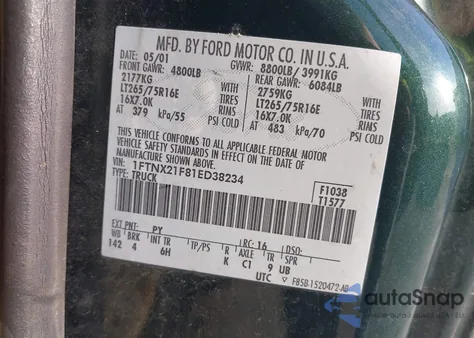 MFD. BY FORD MOTOR CO. IN U.S.A.
05/01 GVWR: 8800LB/ 3991KG
FRONT GAWR: 4800LB REAR GAWR: 6084LB
2177KG WITH 2759KG WITH
LT265/75R16E TIRES LT265/75R16E TIRES
16X7.0K RIMS 16X7.0K RIMS
AT 379 kPa/55 PSI COLD AT 483 kPa/70 PSI COLD
THIS VEHICLE CONFORMS TO ALL APPLICABLE FEDERAL MOTOR
VEHICLE SAFETY STANDARDS IN EFFECT ON THE DATE OF
MANUFACTURE SHOWN ABOVE.
VIN: 1FTNX21F81ED38234
TYPE: TRUCK
F1038
T1577
EXT PNT: PY RC: 16 DSO:
WB BRK INT TR TP/PS R AXLE TR SPR
142 4 6H K C1 9 UB
UTC F85B-1520472-AB
autoSnap